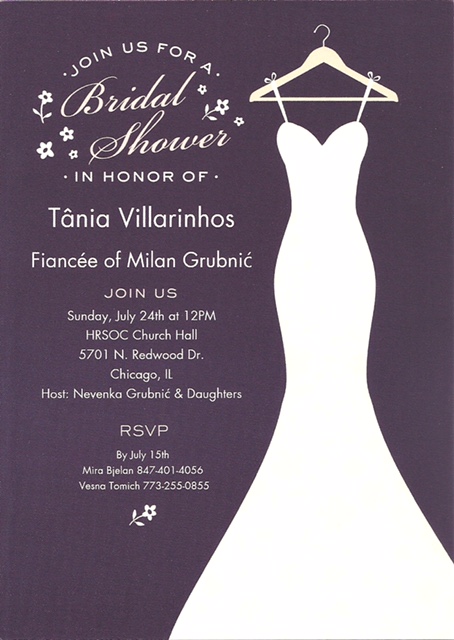 · JOIN US FOR A ·
Bridal
Shower
· IN HONOR OF ·
Tânia Villarinhos
Fiancée of Milan Grubnić
JOIN US
Sunday, July 24th at 12PM
HRSOC Church Hall
5701 N. Redwood Dr.
Chicago, IL
Host: Nevenka Grubnić & Daughters
RSVP
By July 15th
Mira Bjelan 847-401-4056
Vesna Tomich 773-255-0855